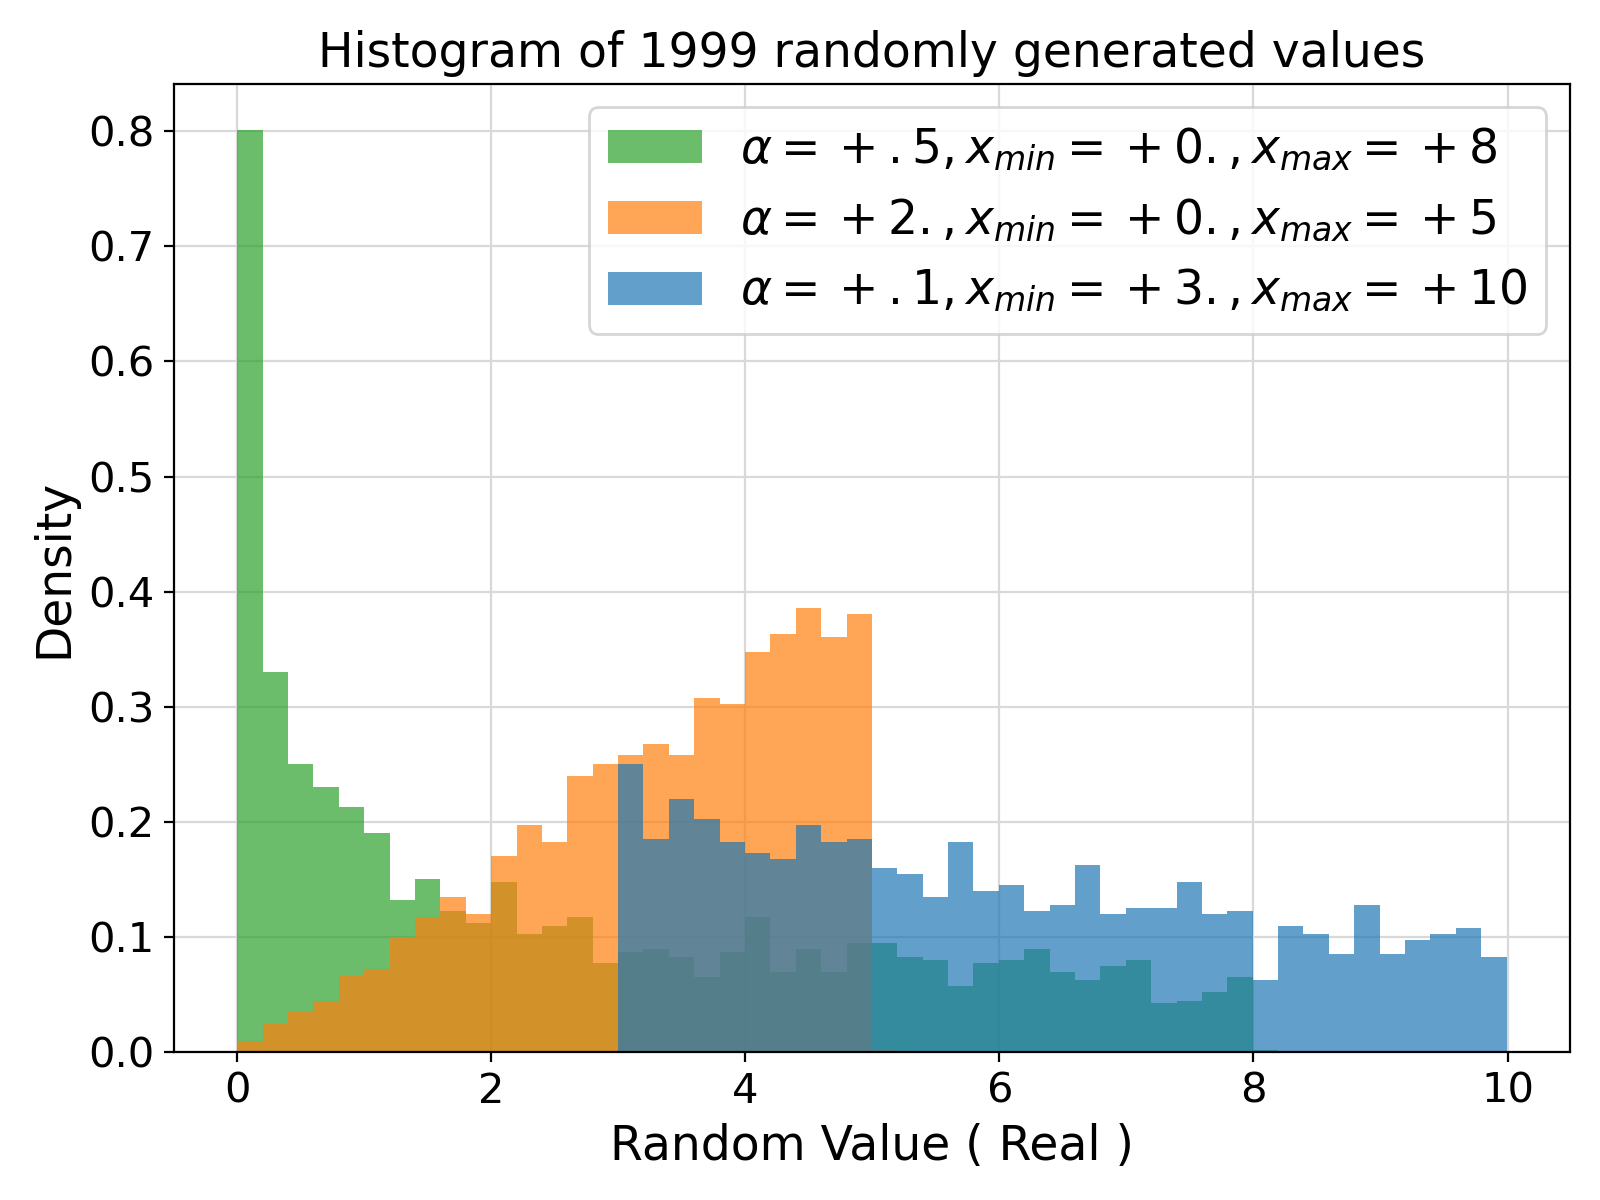 Histogram of 1999 randomly generated values
α = +.5, x_min = +0., x_max = +8
α = +2., x_min = +0., x_max = +5
α = +.1, x_min = +3., x_max = +10
0.8
0.7
0.6
0.5
0.4
0.3
0.2
0.1
0.0
Density
0 2 4 6 8 10
Random Value ( Real )